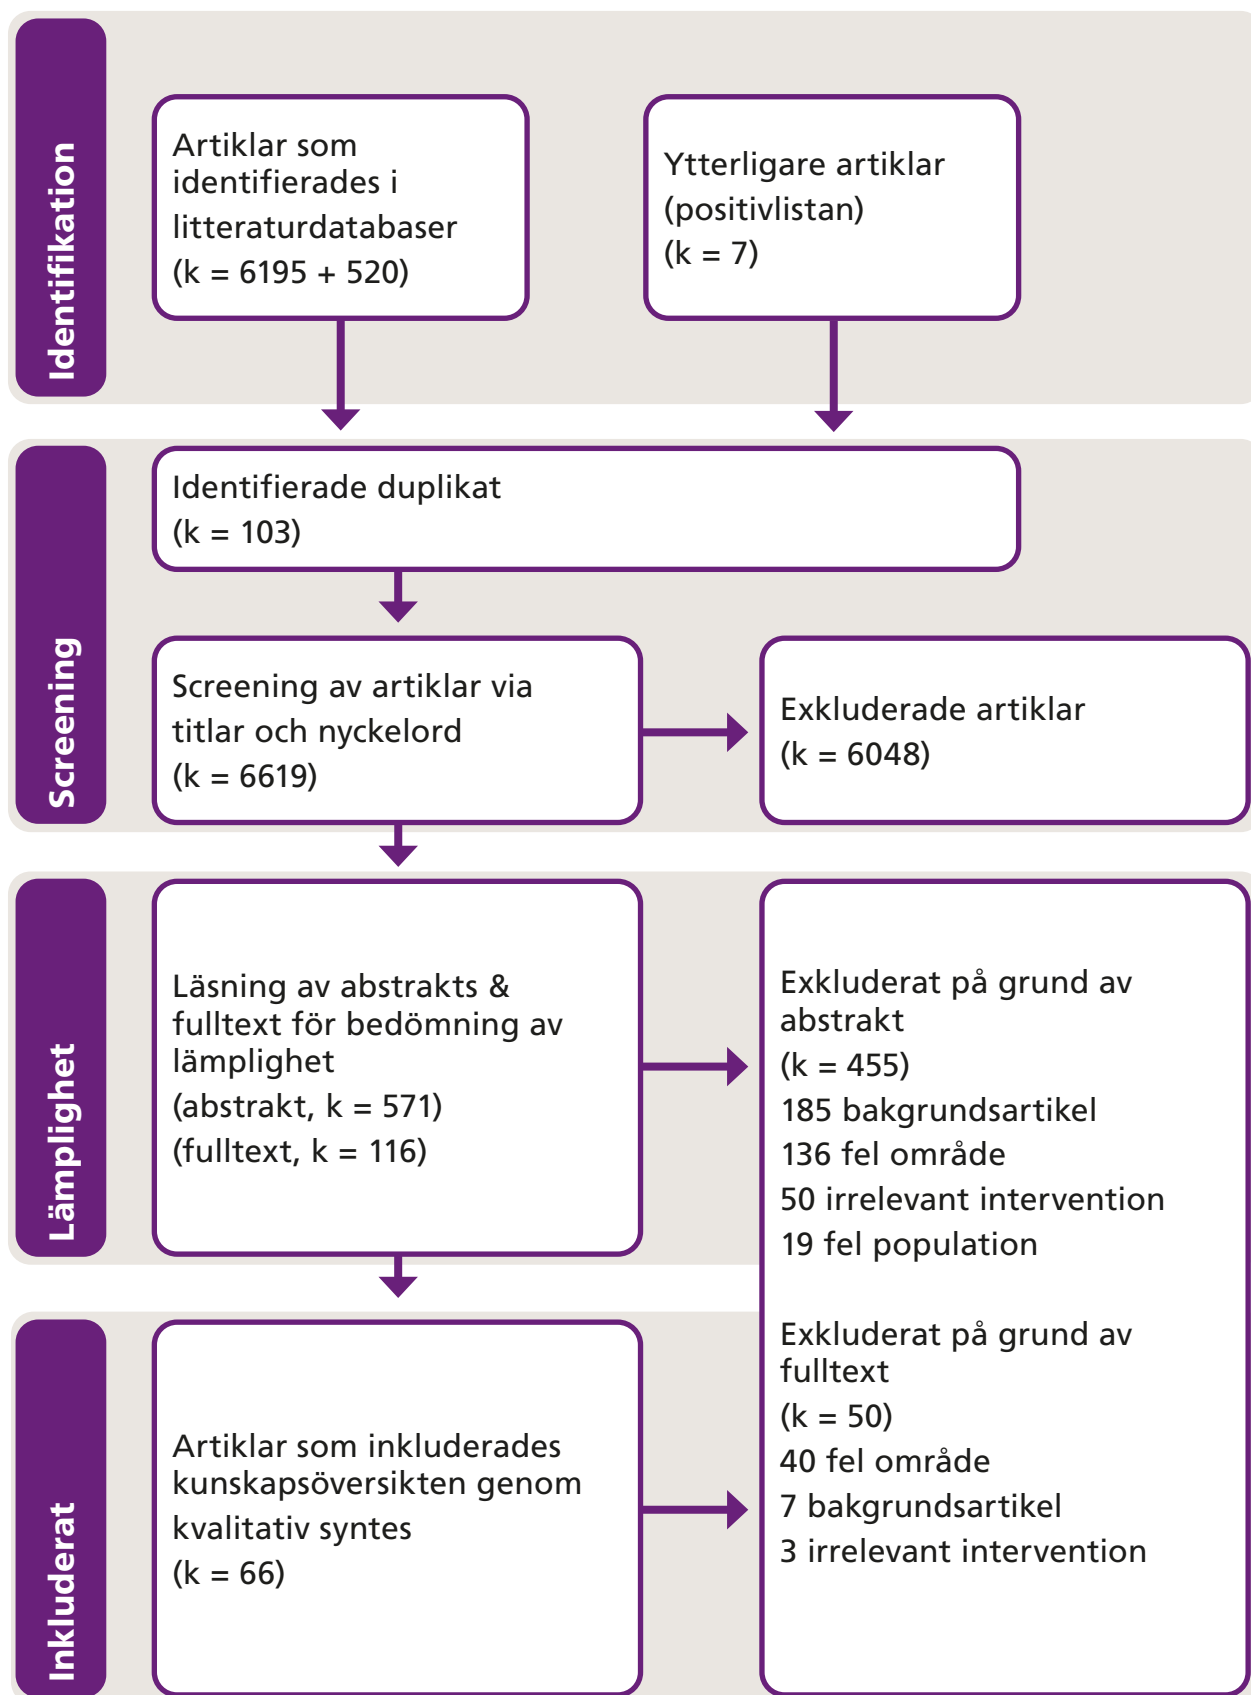 Identifikation
Artiklar som
identifierades i
litteraturdatabaser
(k = 6195 + 520)
Ytterligare artiklar
(positivlistan)
(k = 7)
Screening
Identifierade duplikat
(k = 103)
Screening av artiklar via
titlar och nyckelord
(k = 6619)
Exkluderade artiklar
(k = 6048)
Lämplighet
Läsning av abstrakts &
fulltext för bedömning av
lämplighet
(abstrakt, k = 571)
(fulltext, k = 116)
Exkluderat på grund av
abstrakt
(k = 455)
185 bakgrundsartikel
136 fel område
50 irrelevant intervention
19 fel population
Exkluderat på grund av
fulltext
(k = 50)
40 fel område
7 bakgrundsartikel
3 irrelevant intervention
Inkluderat
Artiklar som inkluderades
kunskapsöversikten genom
kvalitativ syntes
(k = 66)